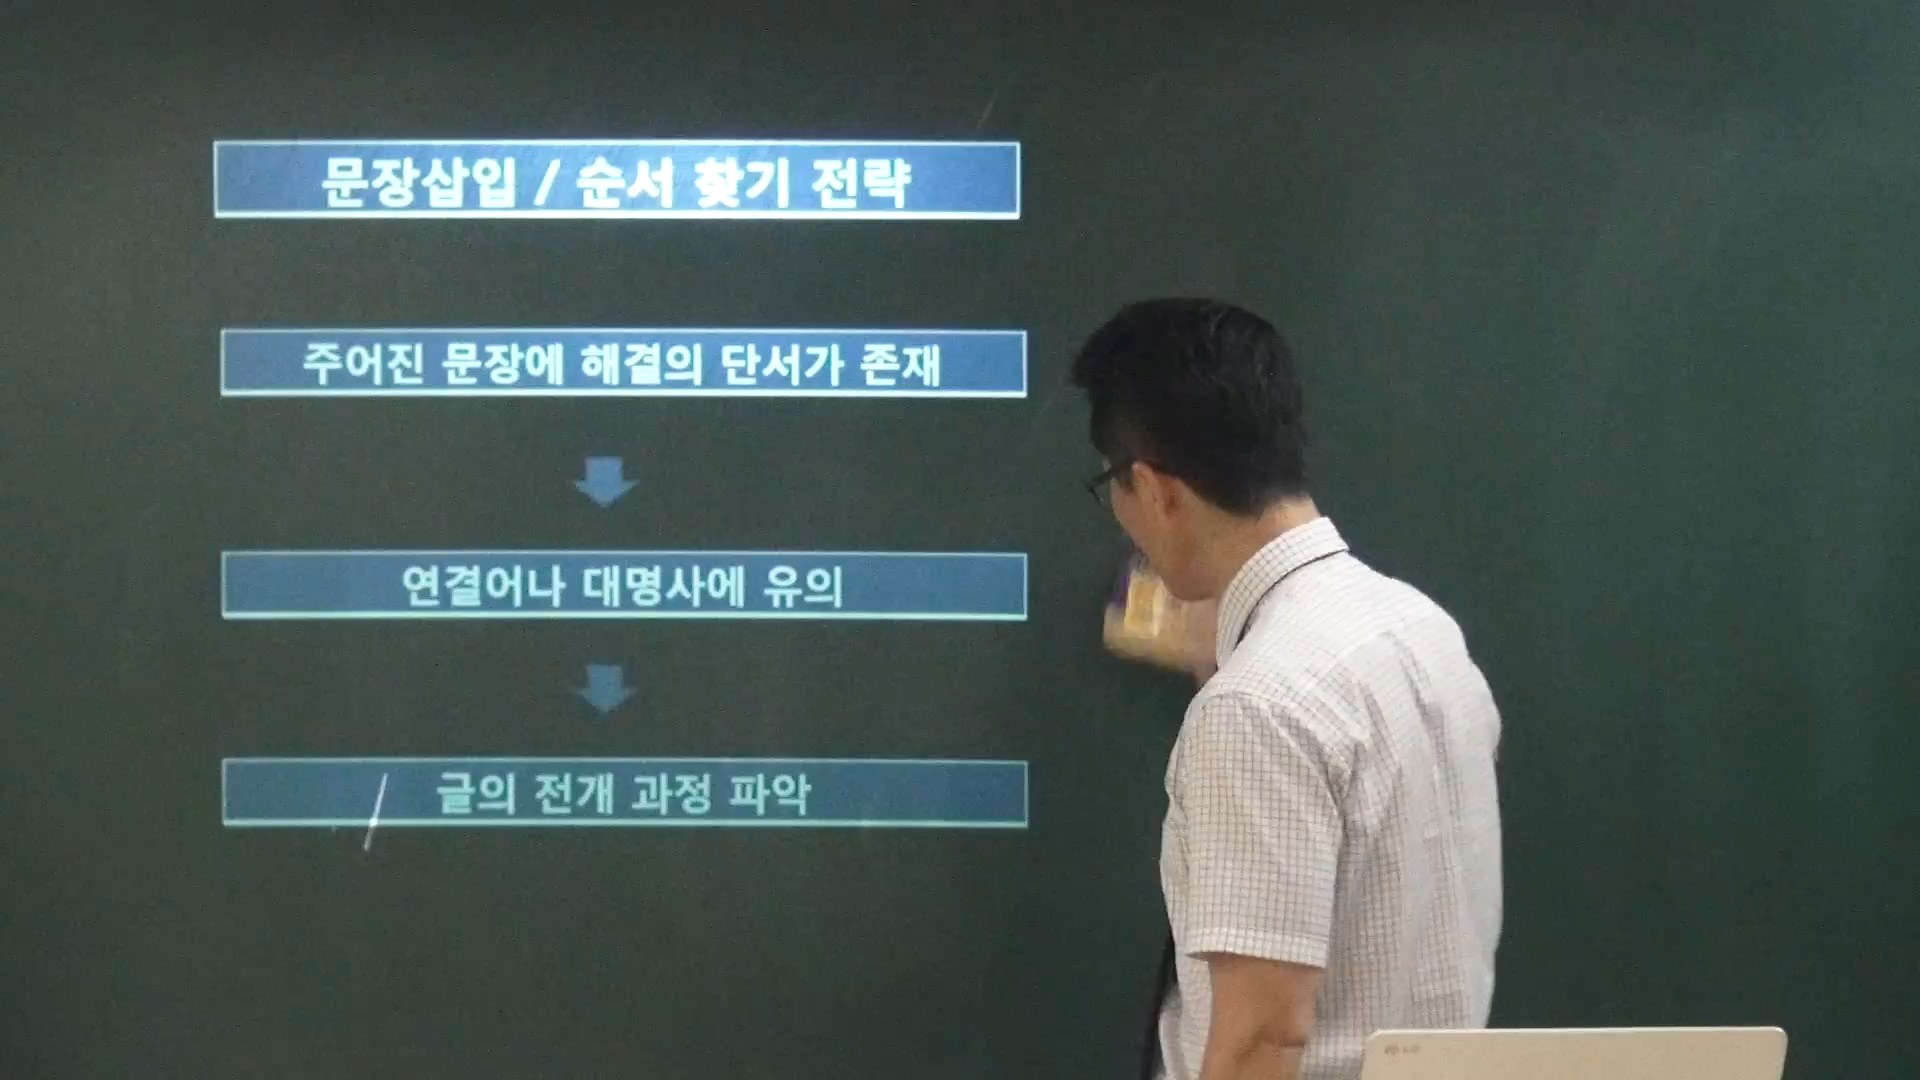 문장삽입 / 순서 찾기 전략
주어진 문장에 해결의 단서가 존재
연결어나 대명사에 유의
글의 전개 과정 파악